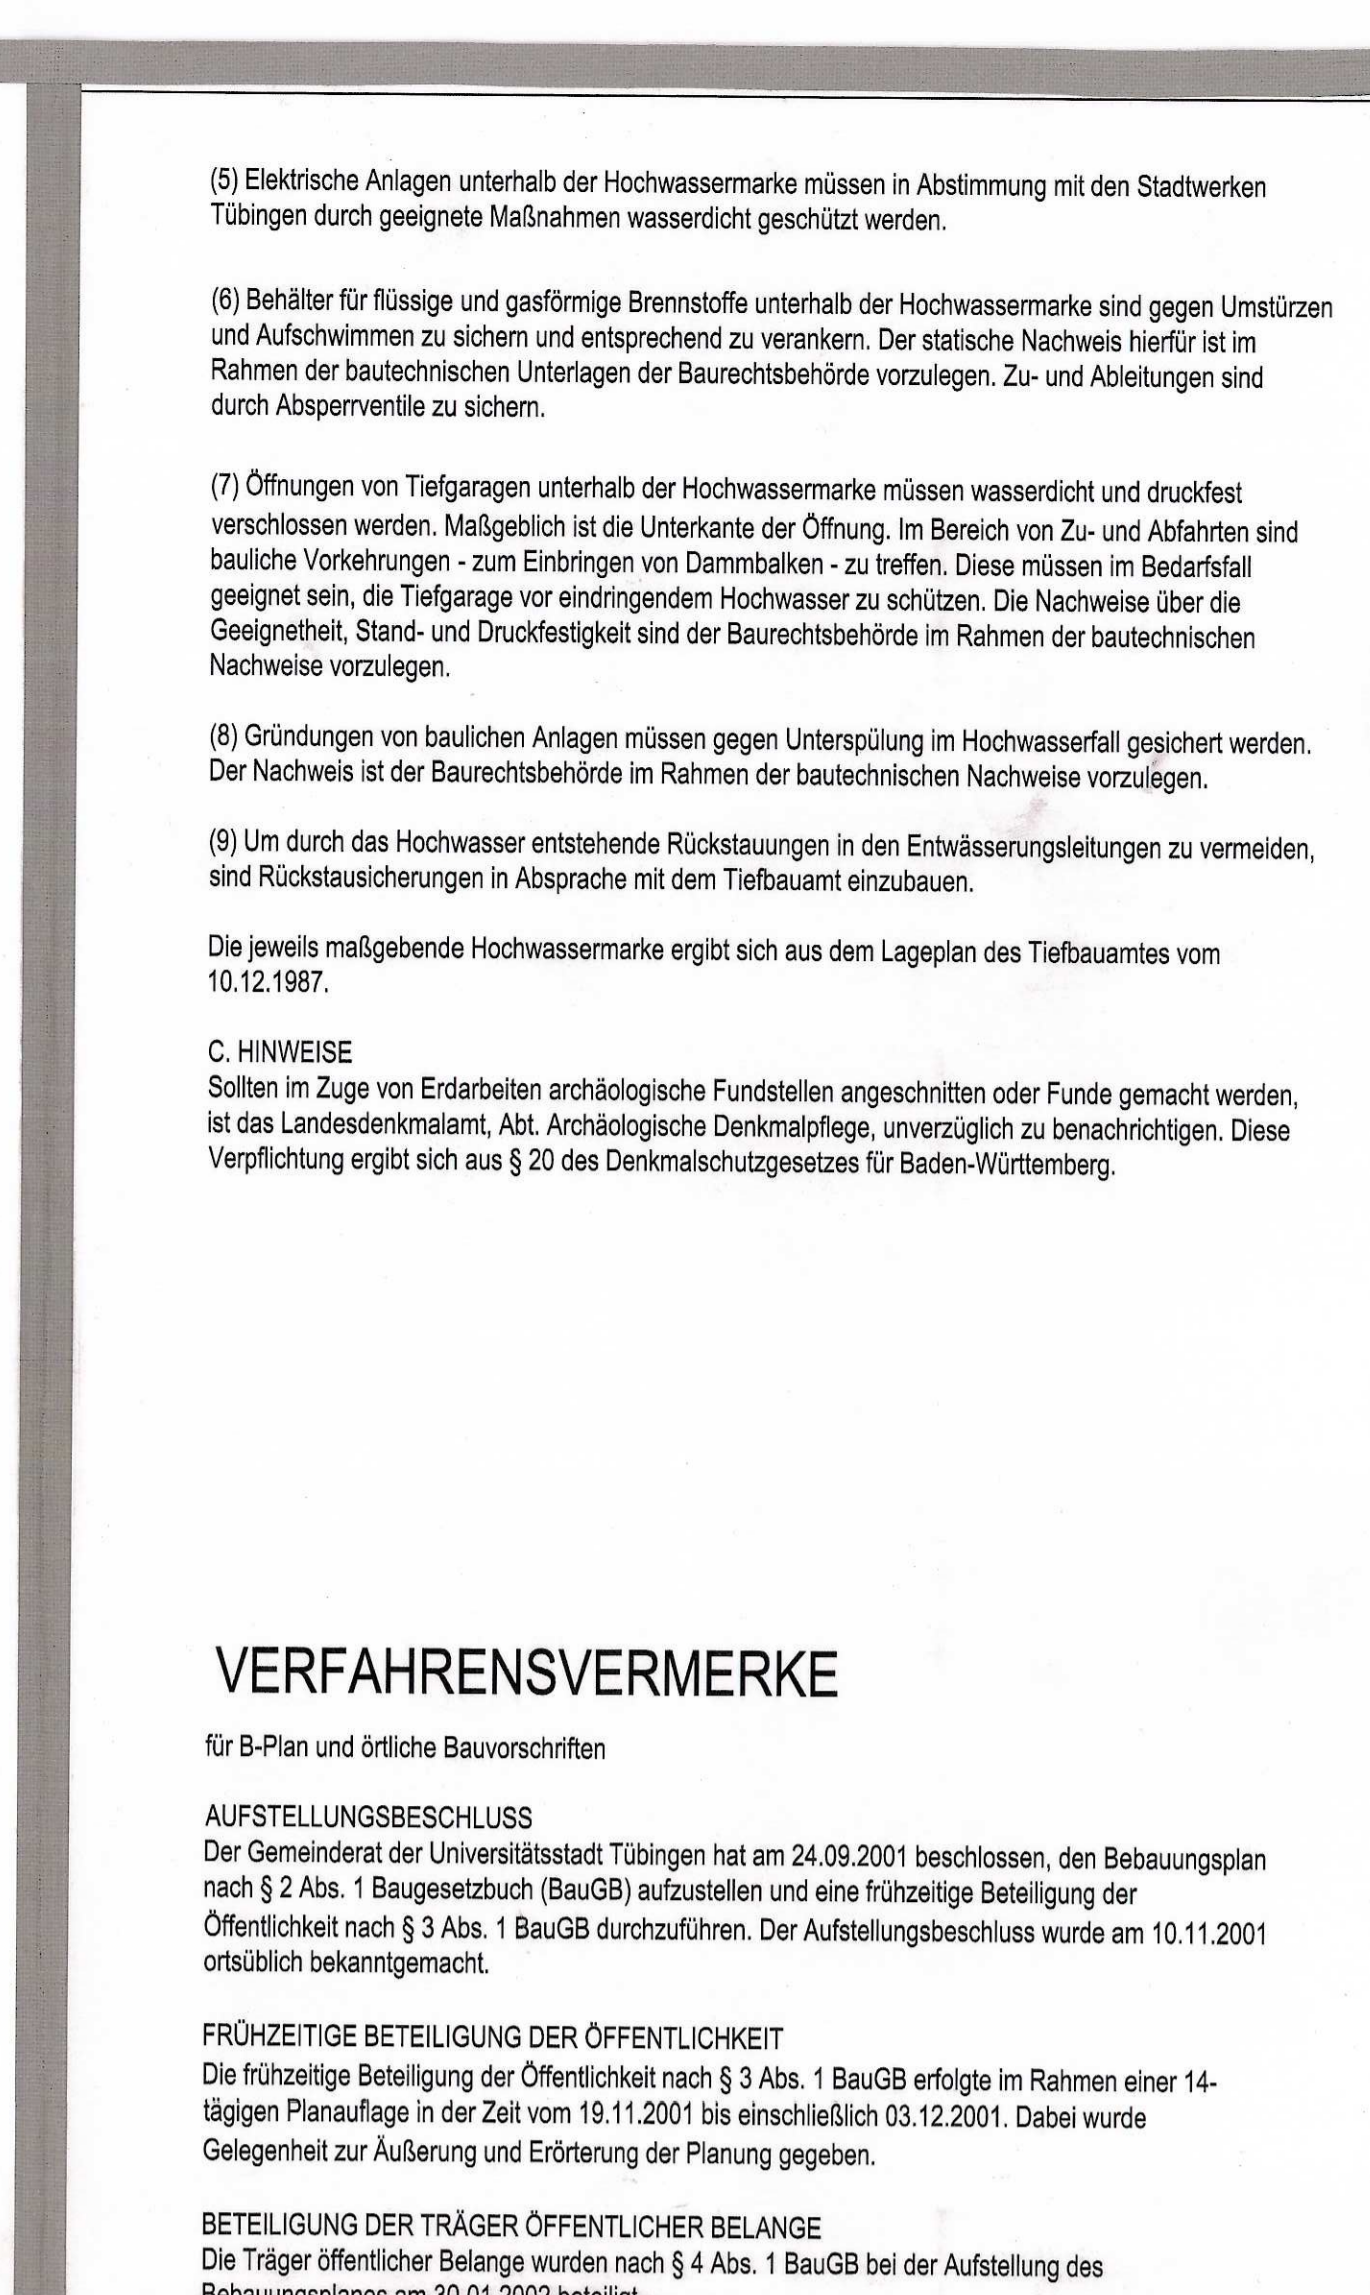 (5) Elektrische Anlagen unterhalb der Hochwassermarke müssen in Abstimmung mit den Stadtwerken
Tübingen durch geeignete Maßnahmen wasserdicht geschützt werden.
(6) Behälter für flüssige und gasförmige Brennstoffe unterhalb der Hochwassermarke sind gegen Umstürzen
und Aufschwimmen zu sichern und entsprechend zu verankern. Der statische Nachweis hierfür ist im
Rahmen der bautechnischen Unterlagen der Baurechtsbehörde vorzulegen. Zu- und Ableitungen sind
durch Absperrventile zu sichern.
(7) Öffnungen von Tiefgaragen unterhalb der Hochwassermarke müssen wasserdicht und druckfest
verschlossen werden. Maßgeblich ist die Unterkante der Öffnung. Im Bereich von Zu- und Abfahrten sind
bauliche Vorkehrungen - zum Einbringen von Dammbalken - zu treffen. Diese müssen im Bedarfsfall
geeignet sein, die Tiefgarage vor eindringendem Hochwasser zu schützen. Die Nachweise über die
Geeignetheit, Stand- und Druckfestigkeit sind der Baurechtsbehörde im Rahmen der bautechnischen
Nachweise vorzulegen.
(8) Gründungen von baulichen Anlagen müssen gegen Unterspülung im Hochwasserfall gesichert werden.
Der Nachweis ist der Baurechtsbehörde im Rahmen der bautechnischen Nachweise vorzulegen.
(9) Um durch das Hochwasser entstehende Rückstauungen in den Entwässerungsleitungen zu vermeiden,
sind Rückstausicherungen in Absprache mit dem Tiefbauamt einzubauen.
Die jeweils maßgebende Hochwassermarke ergibt sich aus dem Lageplan des Tiefbauamtes vom
10.12.1987.
C. HINWEISE
Sollten im Zuge von Erdarbeiten archäologische Fundstellen angeschnitten oder Funde gemacht werden,
ist das Landesdenkmalamt, Abt. Archäologische Denkmalpflege, unverzüglich zu benachrichtigen. Diese
Verpflichtung ergibt sich aus § 20 des Denkmalschutzgesetzes für Baden-Württemberg.
VERFAHRENSVERMERKE
für B-Plan und örtliche Bauvorschriften
AUFSTELLUNGSBESCHLUSS
Der Gemeinderat der Universitätsstadt Tübingen hat am 24.09.2001 beschlossen, den Bebauungsplan
nach § 2 Abs. 1 Baugesetzbuch (BauGB) aufzustellen und eine frühzeitige Beteiligung der
Öffentlichkeit nach § 3 Abs. 1 BauGB durchzuführen. Der Aufstellungsbeschluss wurde am 10.11.2001
ortsüblich bekanntgemacht.
FRÜHZEITIGE BETEILIGUNG DER ÖFFENTLICHKEIT
Die frühzeitige Beteiligung der Öffentlichkeit nach § 3 Abs. 1 BauGB erfolgte im Rahmen einer 14-
tägigen Planauflage in der Zeit vom 19.11.2001 bis einschließlich 03.12.2001. Dabei wurde
Gelegenheit zur Äußerung und Erörterung der Planung gegeben.
BETEILIGUNG DER TRÄGER ÖFFENTLICHER BELANGE
Die Träger öffentlicher Belange wurden nach § 4 Abs. 1 BauGB bei der Aufstellung des
Bebauungsplanes am 30.01.2002 beteiligt.